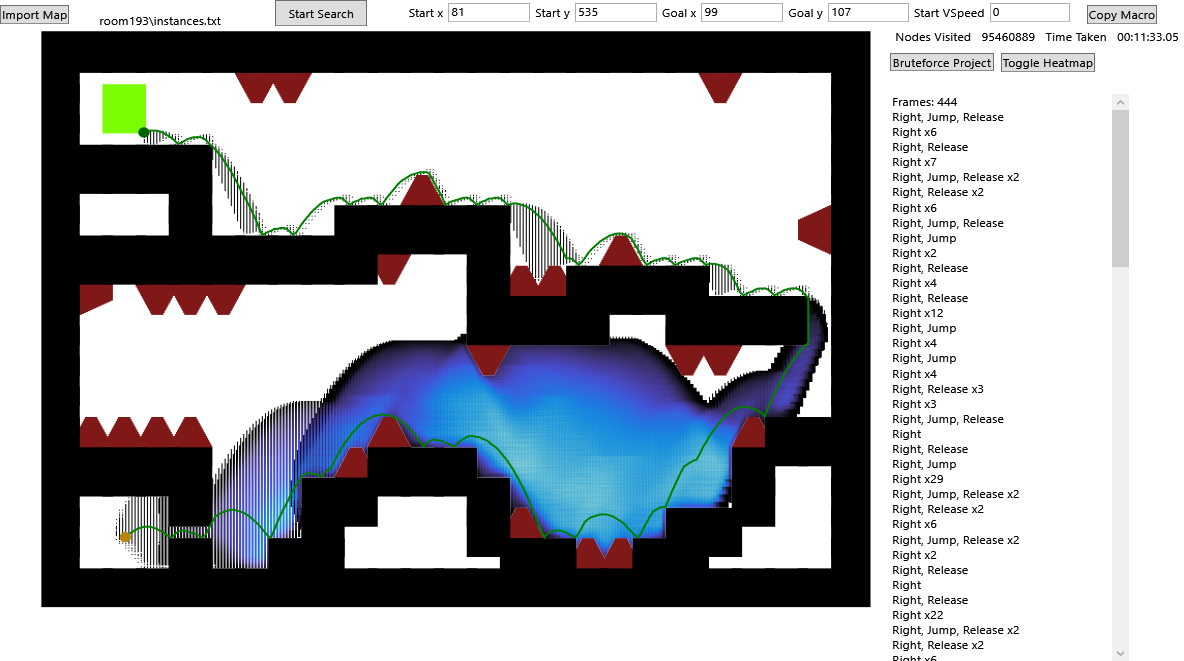 Import Map
room193\instances.txt
Start Search
Start x 81 Start y 535 Goal x 99 Goal y 107 Start VSpeed 0
Copy Macro
Nodes Visited 95460889 Time Taken 00:11:33.05
Bruteforce Project Toggle Heatmap
Frames: 444
Right, Jump, Release
Right x6
Right, Release
Right x7
Right, Jump, Release x2
Right, Release x2
Right x6
Right, Jump, Release
Right, Jump
Right x2
Right, Release
Right x4
Right, Release
Right x12
Right, Jump
Right x4
Right, Jump
Right x4
Right, Release x3
Right x3
Right, Jump, Release
Right
Right, Release
Right, Jump
Right x29
Right, Jump, Release x2
Right, Release x2
Right x6
Right, Jump, Release x2
Right x2
Right, Release
Right
Right, Release
Right x22
Right, Jump, Release x2
Right, Release x2
Right x6